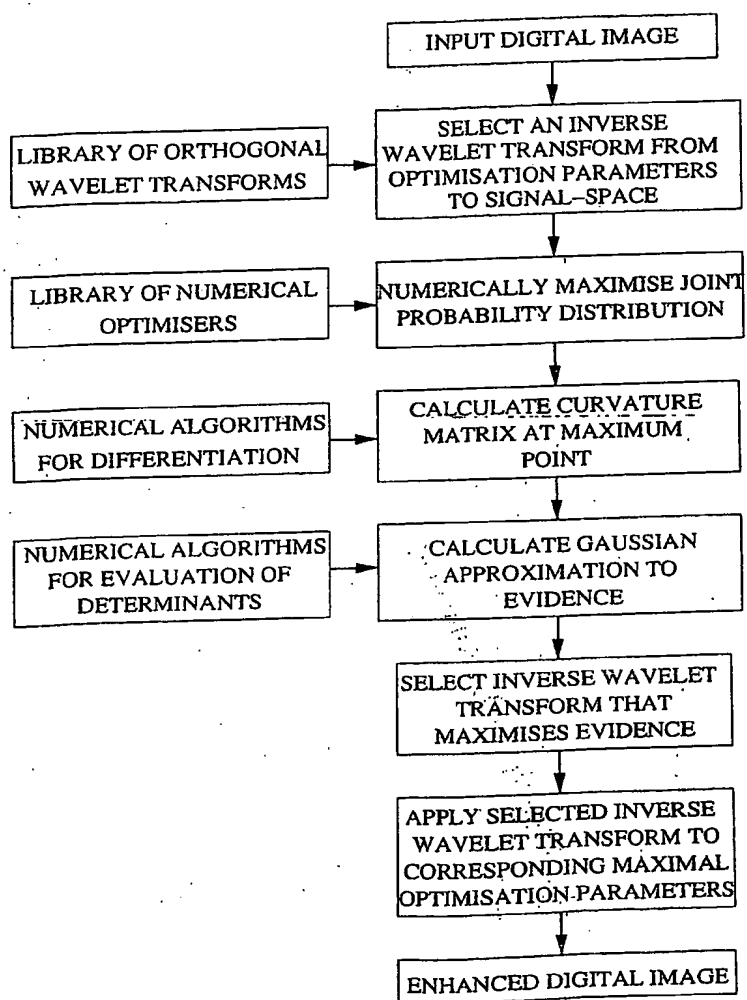 INPUT DIGITAL IMAGE
LIBRARY OF ORTHOGONAL
WAVELET TRANSFORMS
SELECT AN INVERSE
WAVELET TRANSFORM FROM
OPTIMISATION PARAMETERS
TO SIGNAL-SPACE
LIBRARY OF NUMERICAL
OPTIMISERS
NUMERICALLY MAXIMISE JOINT
PROBABILITY DISTRIBUTION
NUMERICAL ALGORITHMS
FOR DIFFERENTIATION
CALCULATE CURVATURE
MATRIX AT MAXIMUM
POINT
NUMERICAL ALGORITHMS
FOR EVALUATION OF
DETERMINANTS
CALCULATE GAUSSIAN
APPROXIMATION TO
EVIDENCE
SELECT INVERSE WAVELET
TRANSFORM THAT
MAXIMISES EVIDENCE
APPLY SELECTED INVERSE
WAVELET TRANSFORM TO
CORRESPONDING MAXIMAL
OPTIMISATION-PARAMETERS
ENHANCED DIGITAL IMAGE